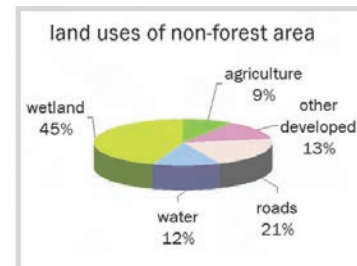 land uses of non-forest area
agriculture
9%
other
developed
13%
wetland
45%
water
12%
roads
21%